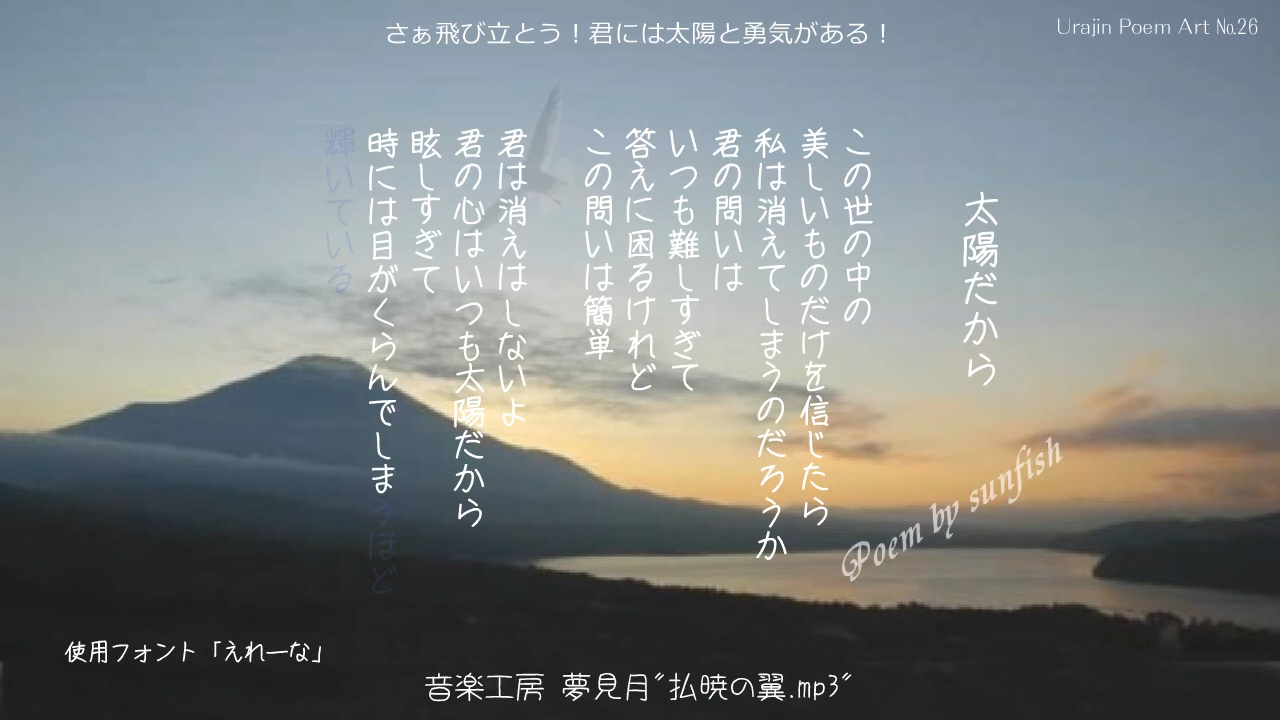 さぁ飛び立とう！君には太陽と勇気がある！
Urajin Poem Art №26
太陽だから
この世の中の
美しいものだけを信じたら
私は消えてしまうのだろうか
君の問いは
いつも難しすぎて
答えに困るけれど
この問いは簡単
君は消えはしないよ
君の心はいつも太陽だから
眩しすぎて
時には目がくらんでしまうほど
輝いている
Poem by sunfish
使用フォント「えれーな」
音楽工房 夢見月"払暁の翼.mp3"